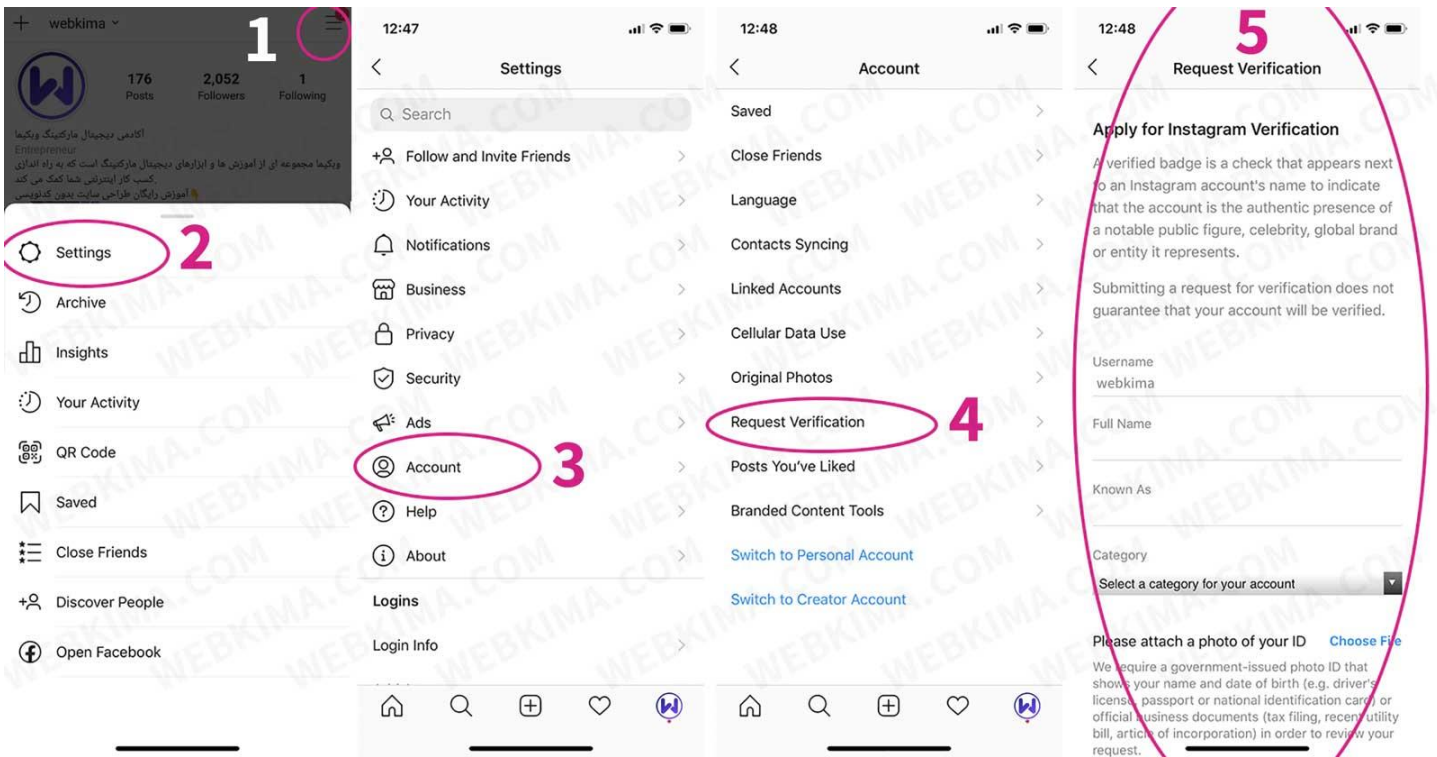 webkima
1
176
2,052
1
Posts
Followers
Following
آکادمی دیجیتال مارکتینگ وبکیما
Entrepreneur
وبکیما مجموعه ای از آموزش ها و ابزارهای دیجیتال مارکتینگ است که به راه اندازی
کسب کار اینترنتی شما کمک می کند.
آموزش رایگان طراحی سایت بدون کدنویسی
Settings
2
Archive
Insights
Your Activity
QR Code
Saved
Close Friends
Discover People
Open Facebook
12:47
Settings
Search
Follow and Invite Friends
Your Activity
Notifications
Business
Privacy
Security
Ads
Account
3
Help
About
Logins
Login Info
12:48
Account
Saved
Close Friends
Language
Contacts Syncing
Linked Accounts
Cellular Data Use
Original Photos
Request Verification
4
Posts You've Liked
Branded Content Tools
Switch to Personal Account
Switch to Creator Account
12:48
5
Request Verification
Apply for Instagram Verification
A verified badge is a check that appears next
to an Instagram account's name to indicate
that the account is the authentic presence of
a notable public figure, celebrity, global brand
or entity it represents.
Submitting a request for verification does not
guarantee that your account will be verified.
Username
webkima
Full Name
Known As
Category
Select a category for your account
Please attach a photo of your ID Choose File
We require a government-issued photo ID that
shows your name and date of birth (e.g. driver's
license, passport or national identification card) or
official business documents (tax filing, recent utility
bill, article of incorporation) in order to review your
request.
WEBKIMA.COM